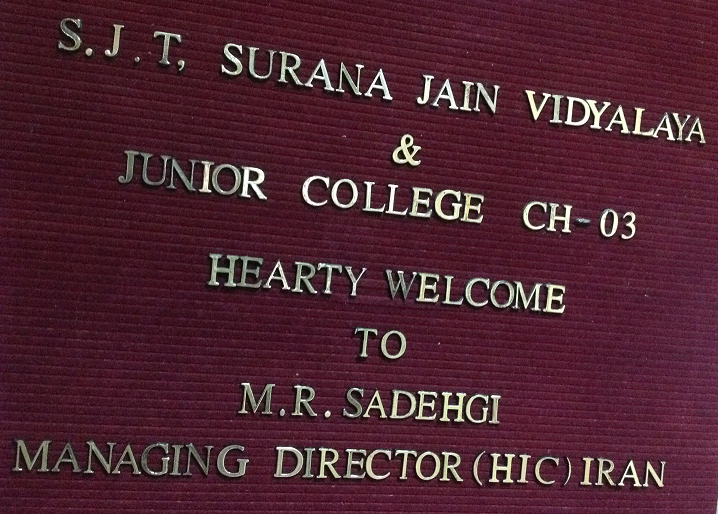 S.J.T, SURANA JAIN VIDYALAYA
&
JUNIOR COLLEGE CH-03
HEARTY WELCOME
TO
M.R. SADEHGI
MANAGING DIRECTOR (HIC) IRAN